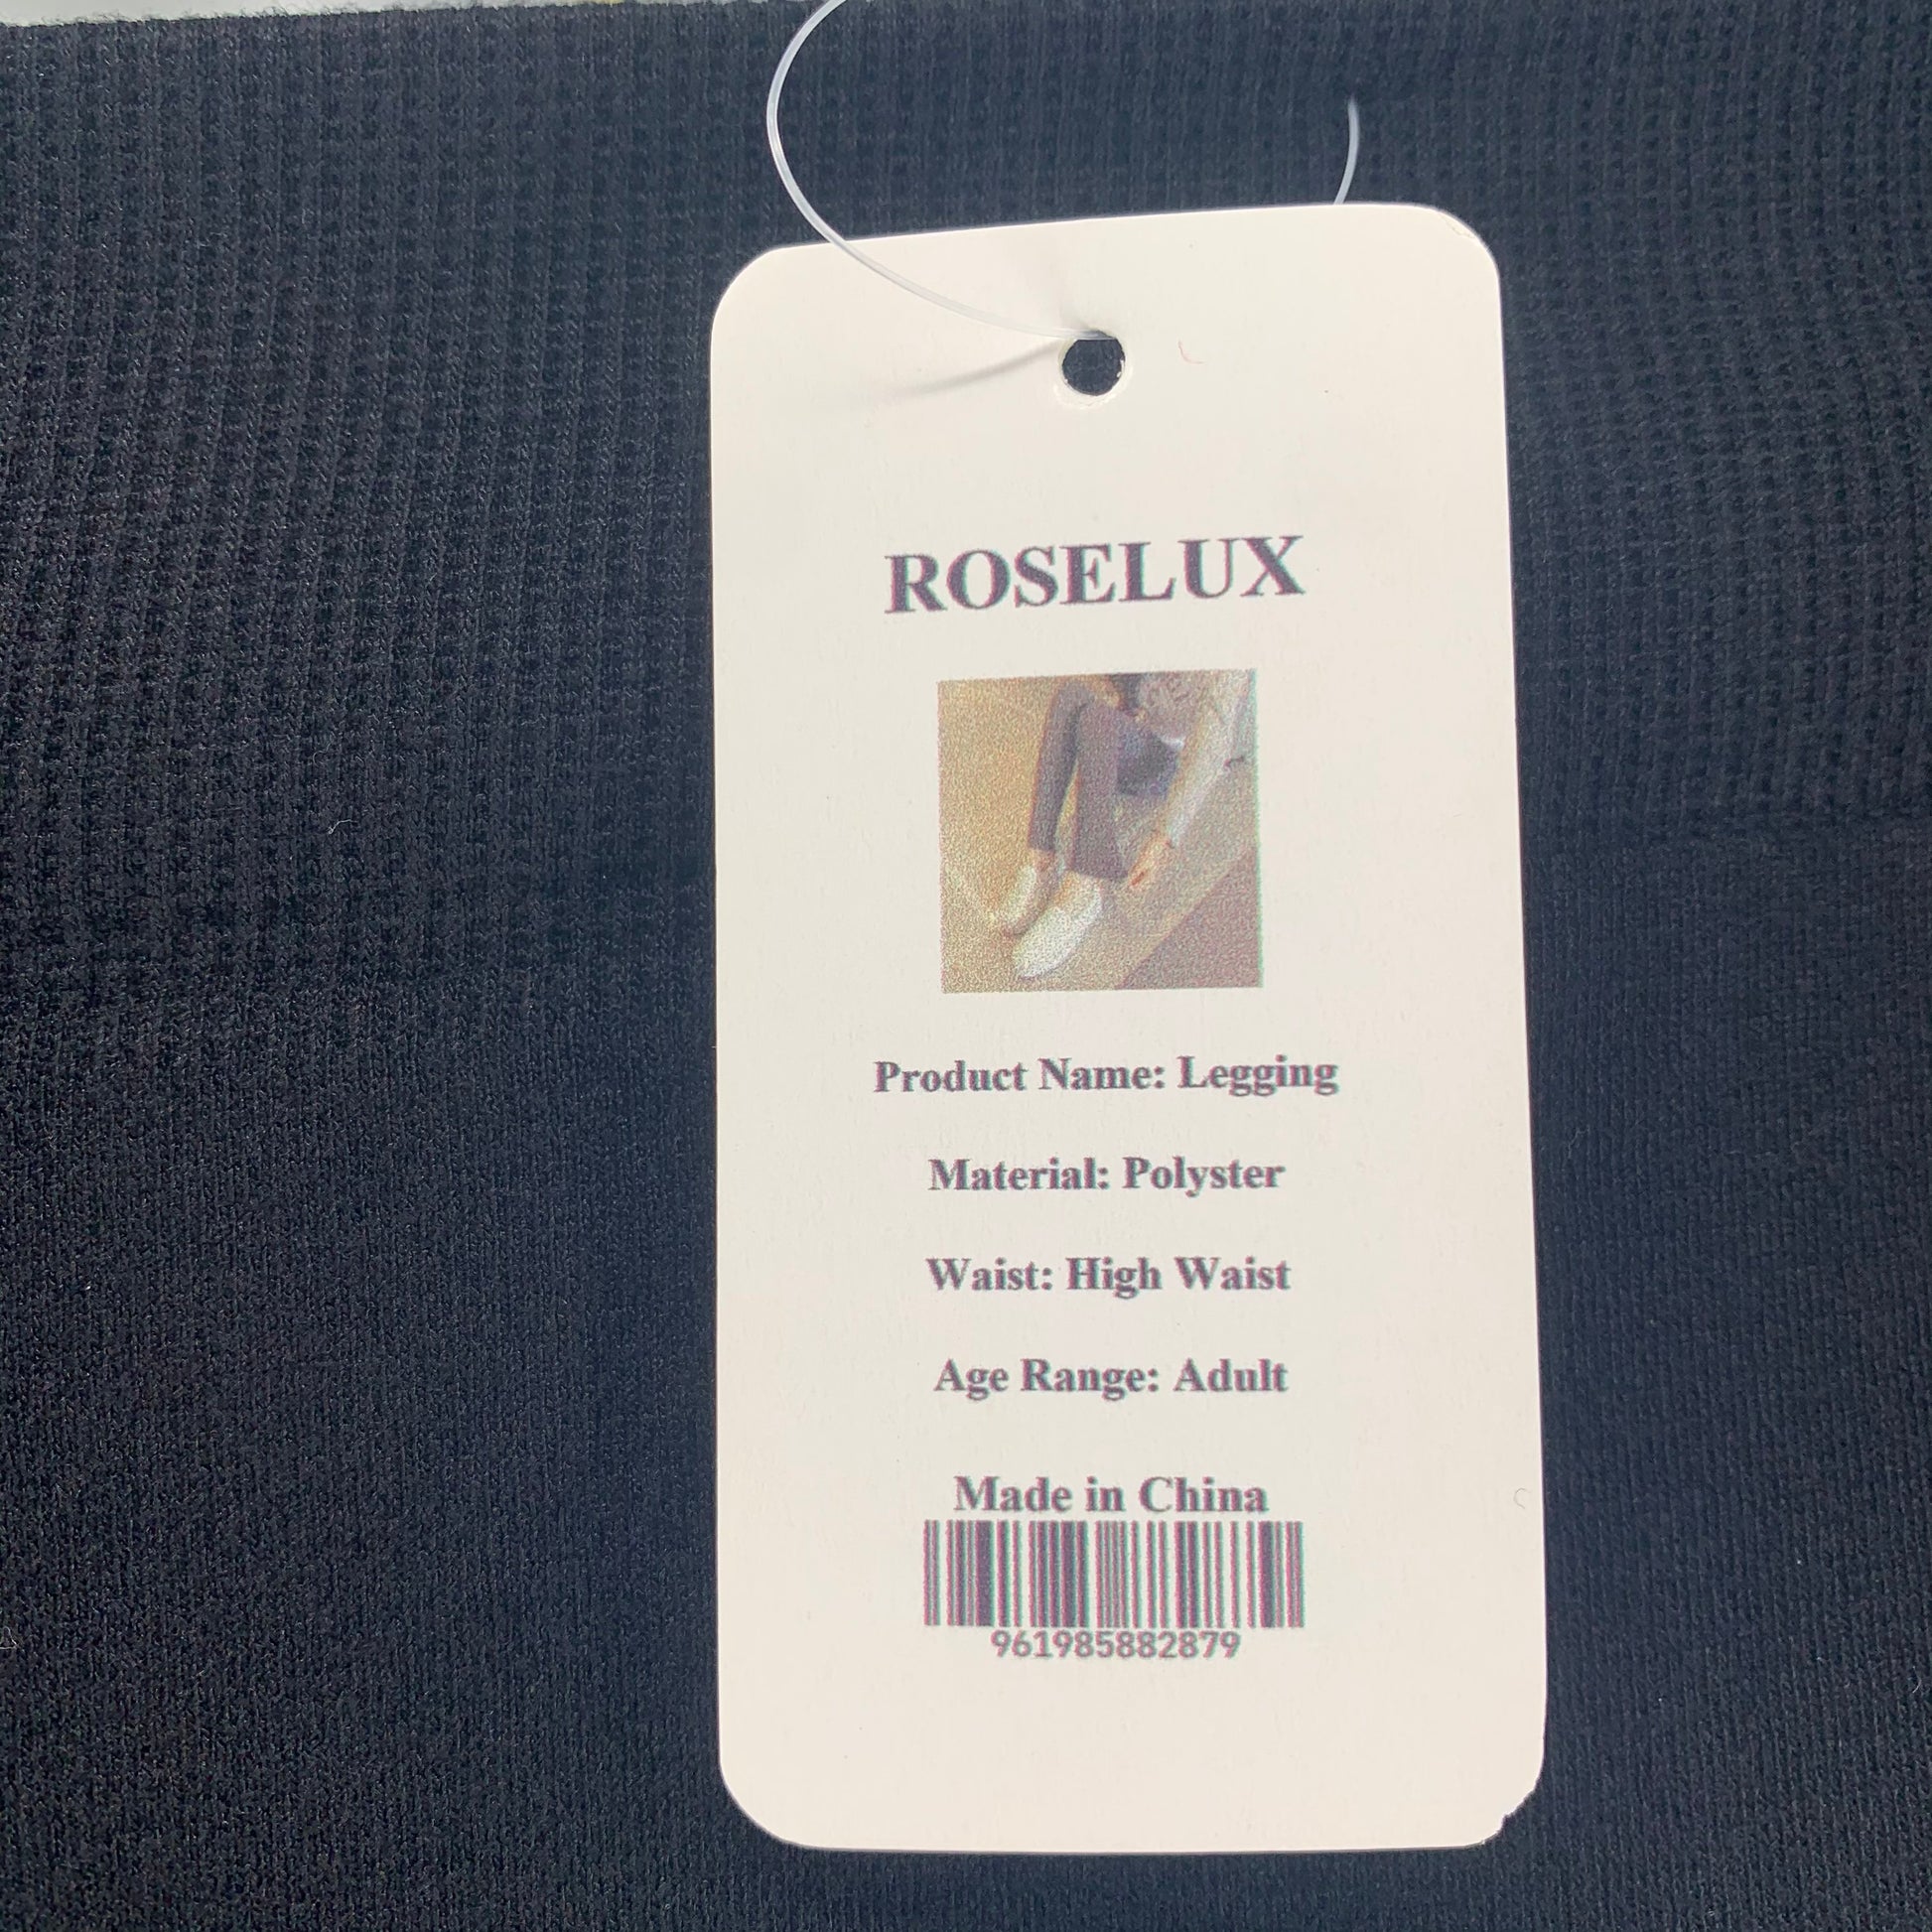 ROSELUX
Product Name: Legging
Material: Polyster
Waist: High Waist
Age Range: Adult
Made in China
961985882879